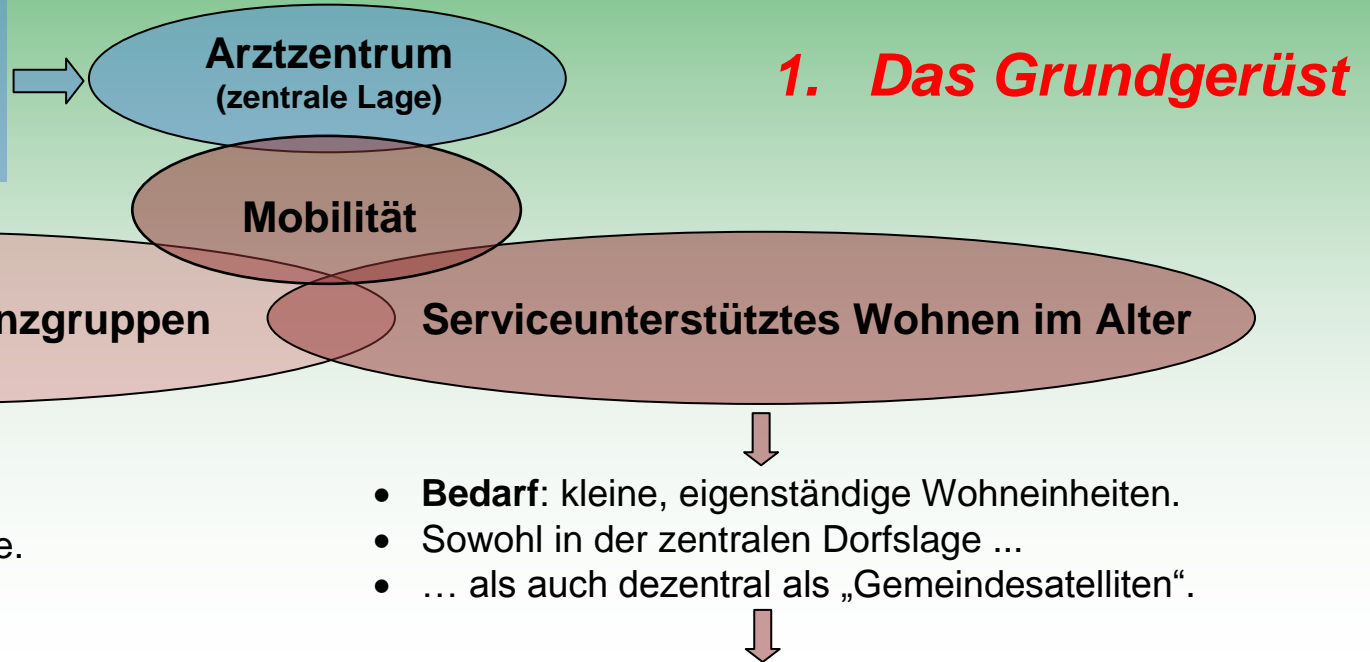 Arztzentrum
(zentrale Lage)
1. Das Grundgerüst
Mobilität
nzgruppen
Serviceunterstütztes Wohnen im Alter
• Bedarf: kleine, eigenständige Wohneinheiten.
e.
• Sowohl in der zentralen Dorfslage ...
• … als auch dezentral als „Gemeindesatelliten“.